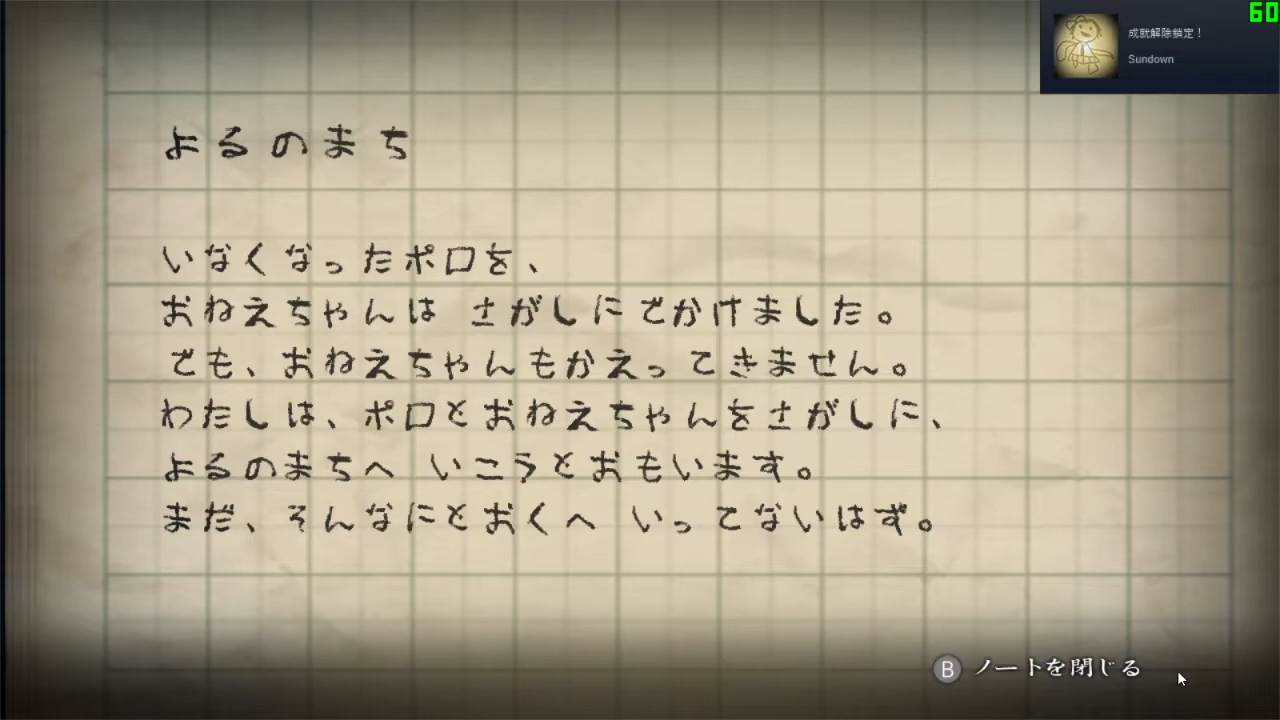 60
成就解除鎖定！
Sundown
よるのまち
いなくなったポロを、
おねえちゃんは さがしにでかけました。
でも、おねえちゃんもかえってきません。
わたしは、ポロとおねえちゃんをさがしに、
よるのまちへ いこうとおもいます。
まだ、そんなにとおくへ いってないはず。
B ノートを閉じる